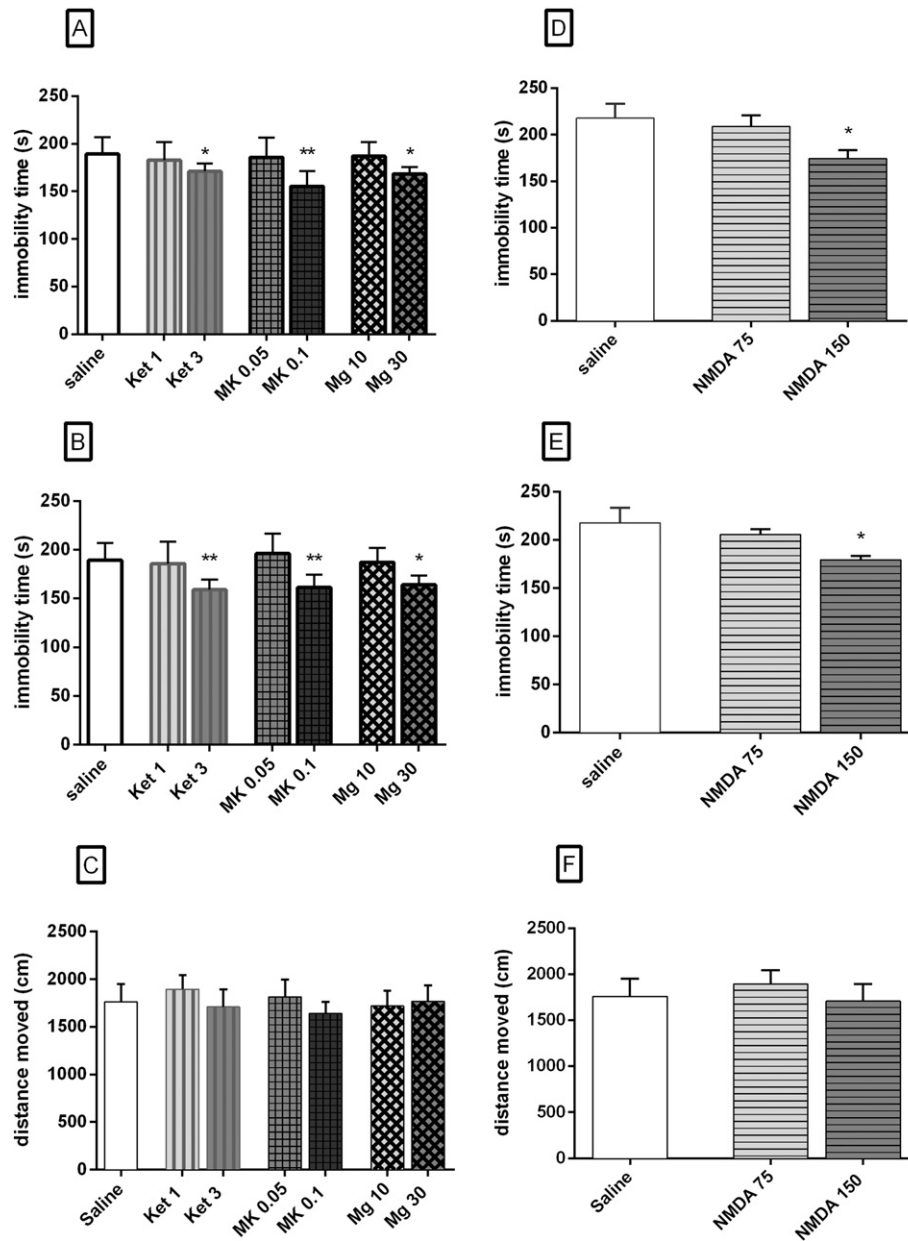 A
immobility time (s)
250
200
150
100
50
0
* ** *
saline Ket 1 Ket 3 MK 0.05 MK 0.1 Mg 10 Mg 30
D
immobility time (s)
250
200
150
100
50
0
*
saline NMDA 75 NMDA 150
B
immobility time (s)
250
200
150
100
50
0
** ** *
saline Ket 1 Ket 3 MK 0.05 MK 0.1 Mg 10 Mg 30
E
immobility time (s)
250
200
150
100
50
0
*
saline NMDA 75 NMDA 150
C
distance moved (cm)
2500
2000
1500
1000
500
0
Saline Ket 1 Ket 3 MK 0.05 MK 0.1 Mg 10 Mg 30
F
distance moved (cm)
2500
2000
1500
1000
500
0
Saline NMDA 75 NMDA 150